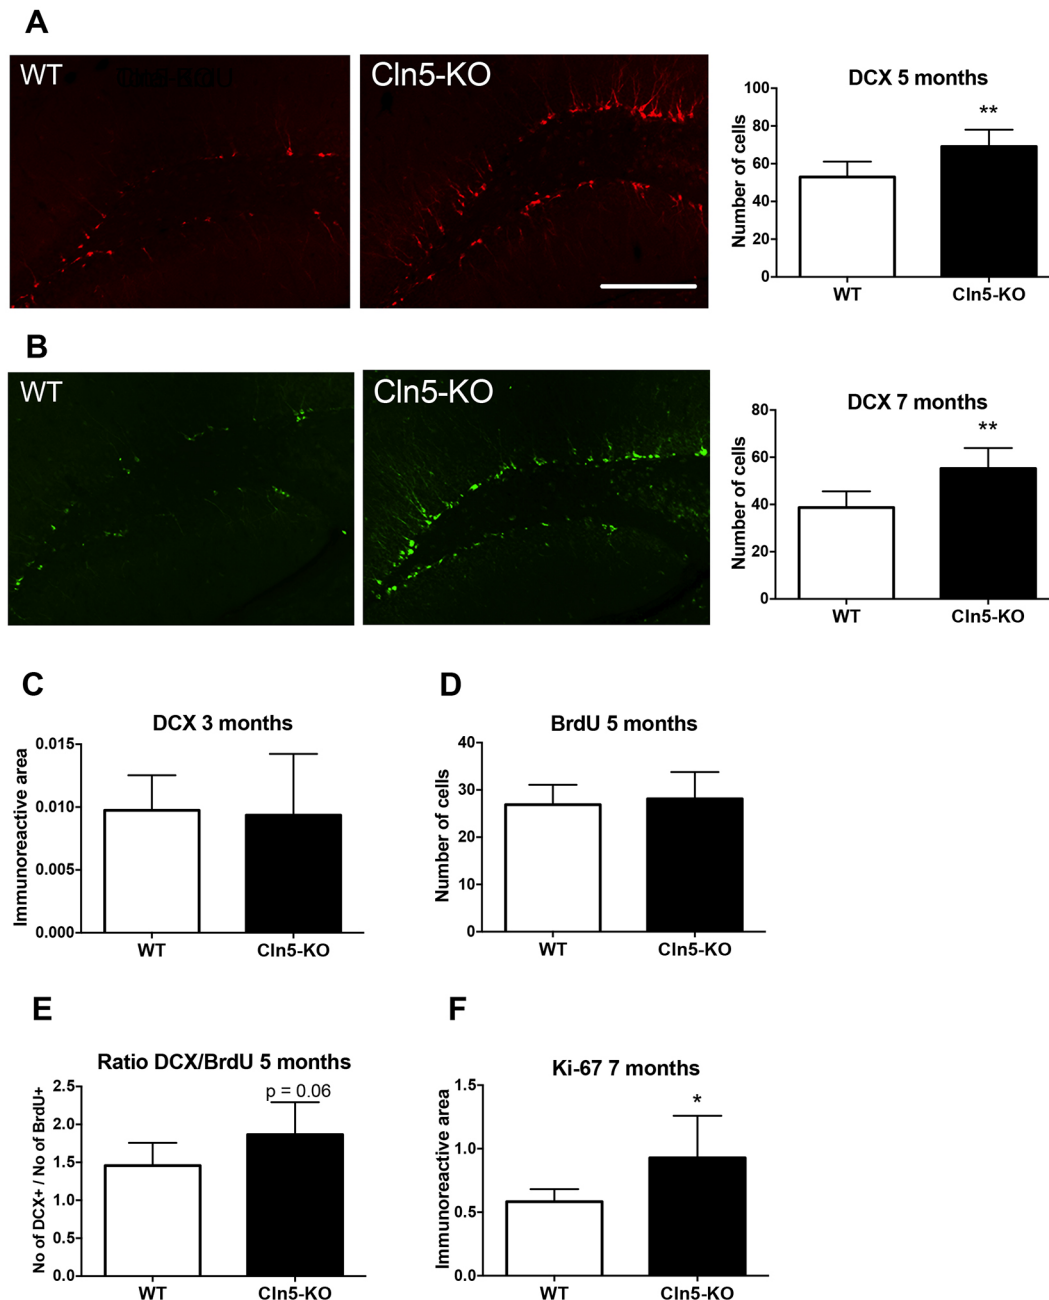 A
WT
Cln5-KO
DCX 5 months
Number of cells
100
80
60
40
20
0
**
WT
Cln5-KO
B
WT
Cln5-KO
DCX 7 months
Number of cells
80
60
40
20
0
**
WT
Cln5-KO
C
DCX 3 months
Immunoreactive area
0.015
0.010
0.005
0.000
WT
Cln5-KO
D
BrdU 5 months
Number of cells
40
30
20
10
0
WT
Cln5-KO
E
Ratio DCX/BrdU 5 months
No of DCX+ / No of BrdU+
2.5
2.0
1.5
1.0
0.5
0.0
p = 0.06
WT
Cln5-KO
F
Ki-67 7 months
Immunoreactive area
1.5
1.0
0.5
0.0
*
WT
Cln5-KO